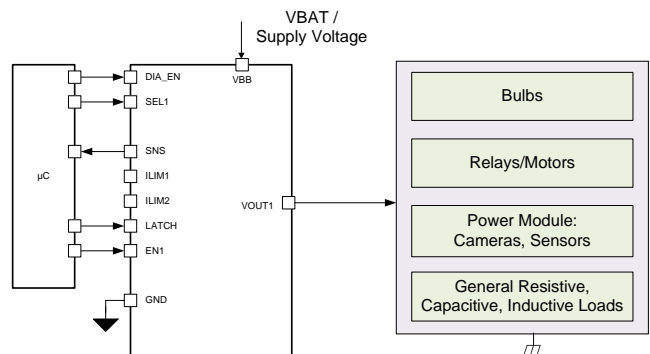 VBAT /
Supply Voltage
VBB
DIA_EN
SEL1
SNS
ILIM1
ILIM2
LATCH
EN1
GND
µC
VOUT1
Bulbs
Relays/Motors
Power Module:
Cameras, Sensors
General Resistive,
Capacitive, Inductive Loads